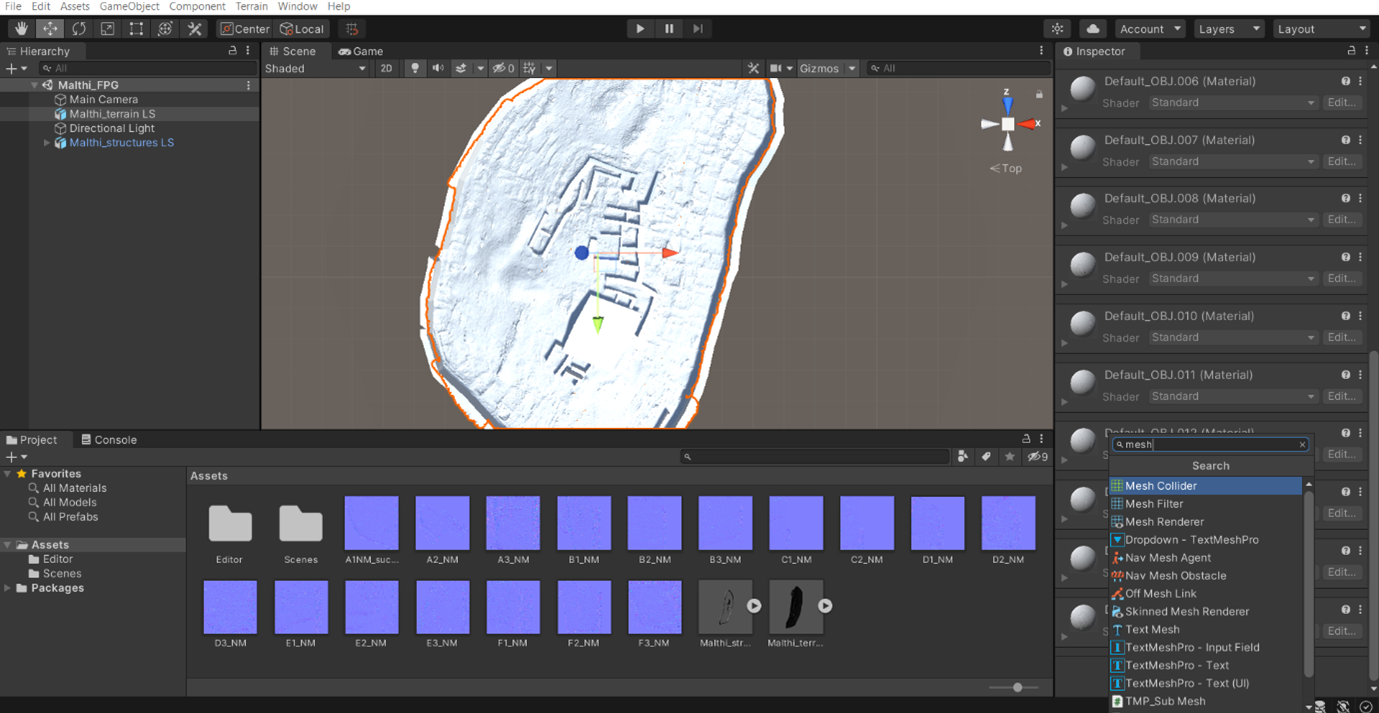 File Edit Assets GameObject Component Terrain Window Help
Center Local Account Layers Layout
Hierarchy
All
Malthi_FPG
Main Camera
Malthi_terrain LS
Directional Light
Malthi_structures LS
Scene Game
Shaded 2D 0 Gizmos All
z
x
Top
Inspector
Default_OBJ.006 (Material)
Shader Standard Edit...
Default_OBJ.007 (Material)
Shader Standard Edit...
Default_OBJ.008 (Material)
Shader Standard Edit...
Default_OBJ.009 (Material)
Shader Standard Edit...
Default_OBJ.010 (Material)
Shader Standard Edit...
Default_OBJ.011 (Material)
Shader Standard Edit...
Edit...
Edit...
Edit...
Edit...
mesh
Search
Mesh Collider
Mesh Filter
Mesh Renderer
Dropdown - TextMeshPro
Nav Mesh Agent
Nav Mesh Obstacle
Off Mesh Link
Skinned Mesh Renderer
Text Mesh
TextMeshPro - Input Field
TextMeshPro - Text
TextMeshPro - Text (UI)
TMP_Sub Mesh
Project Console
9
Favorites
All Materials
All Models
All Prefabs
Assets
Editor
Scenes
Packages
Assets
Editor Scenes A1NM_suc... A2_NM A3_NM B1_NM B2_NM B3_NM C1_NM C2_NM D1_NM D2_NM
D3_NM E1_NM E2_NM E3_NM F1_NM F2_NM F3_NM Malthi_str... Malthi_terr...